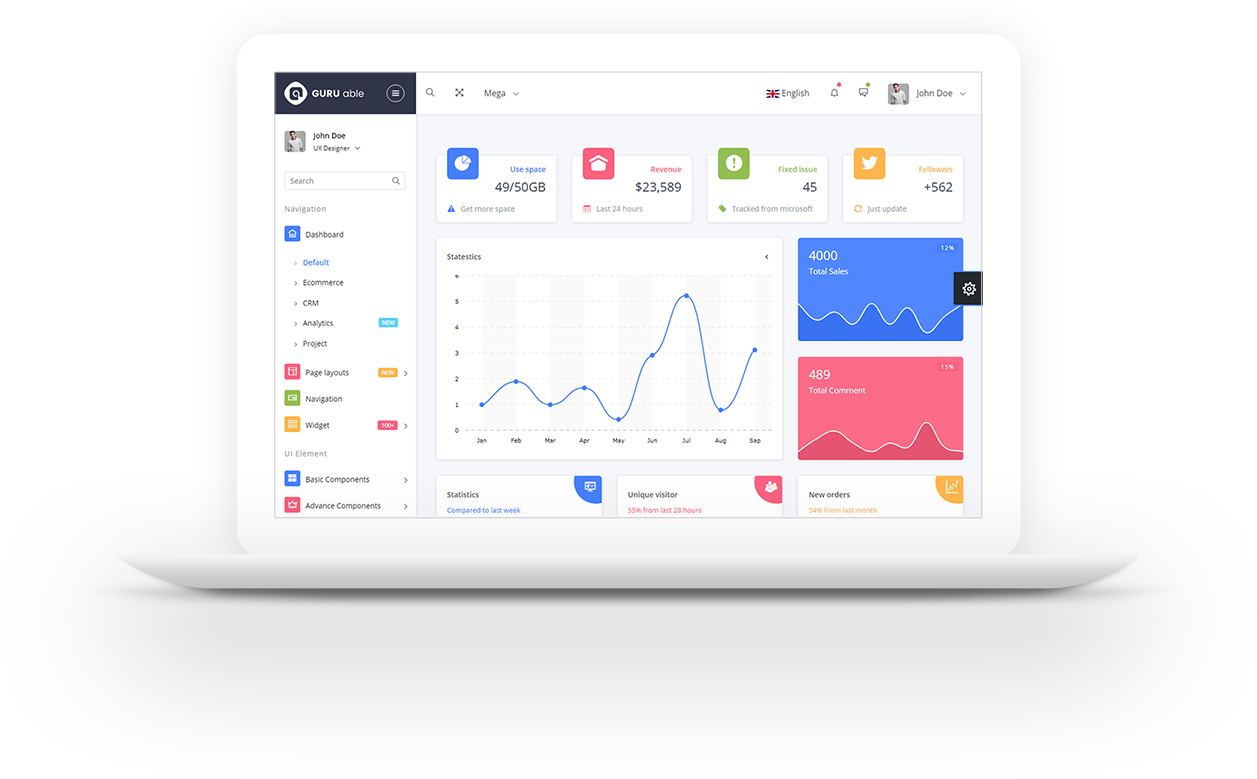 GURU able
Mega
English
John Doe
John Doe
UX Designer
Search
Navigation
Dashboard
Default
Ecommerce
CRM
Analytics NEW
Project
Page layouts NEW
Navigation
Widget 100+
UI Element
Basic Components
Advance Components
Use space
49/50GB
Get more space
Revenue
$23,589
Last 24 hours
Fixed issue
45
Tracked from microsoft
Followers
+562
Just update
Statestics
6
5
4
3
2
1
0
Jan Feb Mar Apr May Jun Jul Aug Sap
12%
4000
Total Sales
15%
489
Total Comment
Statistics
Compared to last week
Unique visitor
55% from last 28 hours
New orders
54% From last month